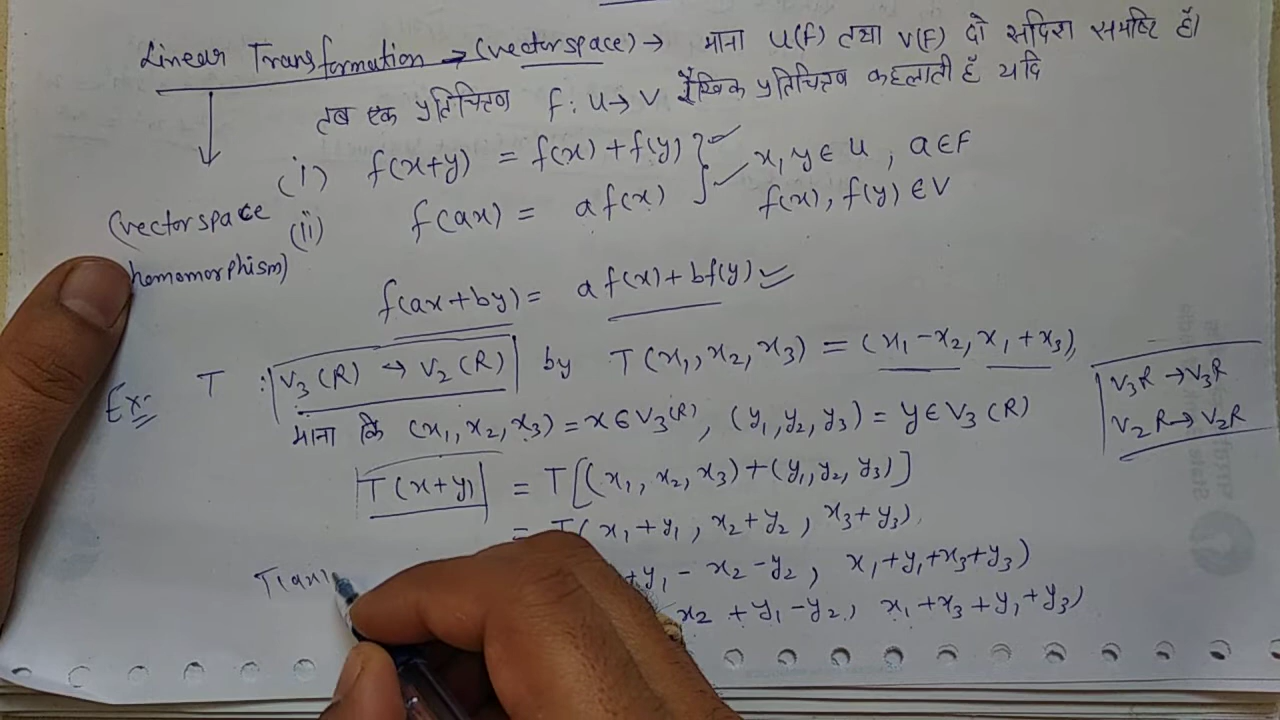 Linear Transformation → (vectorspace) → माना U(F) तथा V(F) दो सदिश समष्टि हैं।
तब एक प्रतिचित्रण f: U→V रैखिक प्रतिचित्रण कहलाती हैं यदि
(i) f(x+y) = f(x)+f(y)
x, y ∈ U, a∈F
(ii) f(ax) = a f(x)
f(x), f(y) ∈V
(vectorspace
homomorphism)
f(ax+by)= a f(x)+bf(y)
Ex:- T : V₃(R) → V₂(R) by T(x₁, x₂, x₃) = (x₁-x₂, x₁+x₃),
V₃R → V₃R
V₂R → V₂R
माना कि (x₁, x₂, x₃)=x∈V₃(R), (y₁, y₂, y₃)=y∈V₃(R)
T(x+y) = T[(x₁, x₂, x₃)+(y₁, y₂, y₃)]
= T(x₁+y₁, x₂+y₂, x₃+y₃)
+y₁-x₂-y₂, x₁+y₁+x₃+y₃)
T(ax)
x₂+y₁-y₂, x₁+x₃+y₁+y₃)